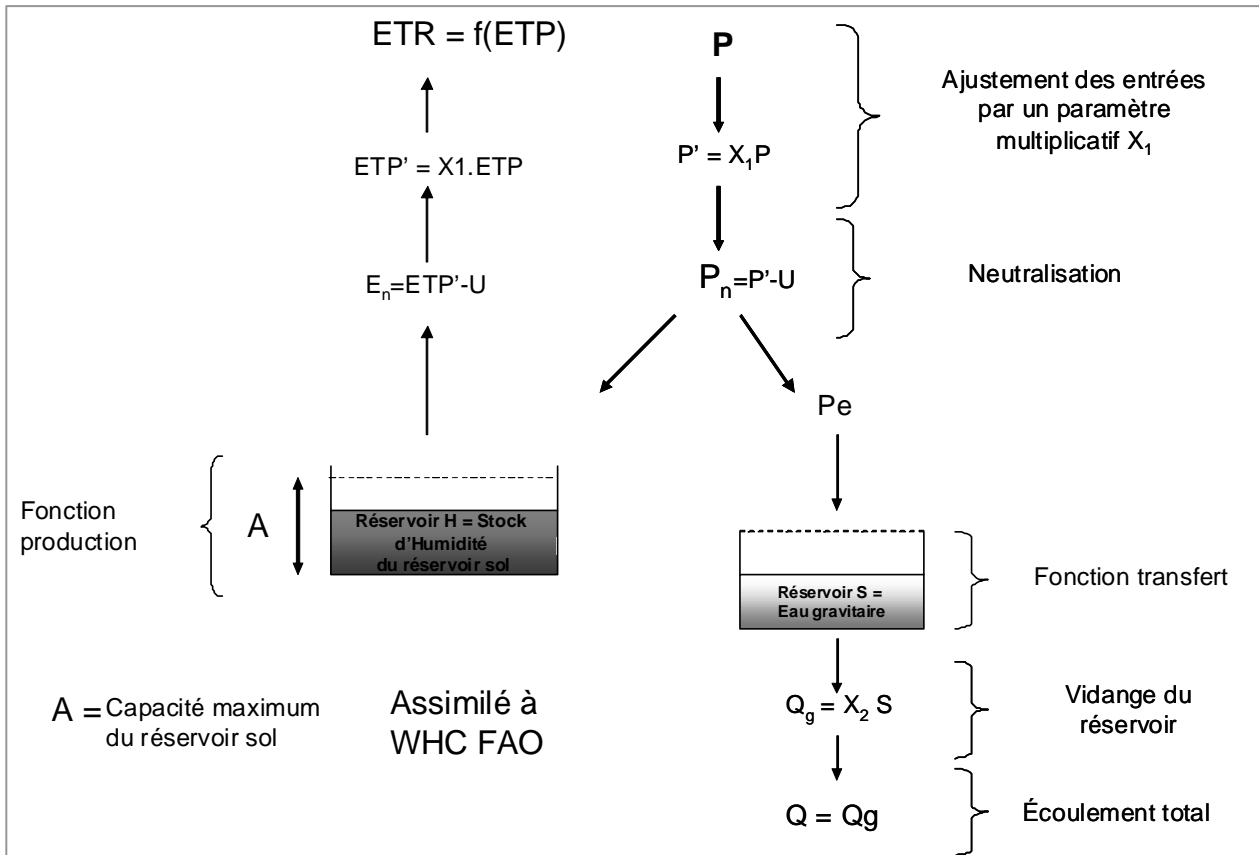 ETR = f(ETP)
P
Ajustement des entrées
par un paramètre
multiplicatif X₁
ETP' = X1.ETP
P' = X₁P
Eₙ=ETP'-U
Pₙ=P'-U
Neutralisation
Pe
Fonction
production
A
Réservoir H = Stock
d'Humidité
du réservoir sol
Réservoir S =
Eau gravitaire
Fonction transfert
A = Capacité maximum
du réservoir sol
Assimilé à
WHC FAO
Q_g = X₂ S
Vidange du
réservoir
Q = Qg
Écoulement total